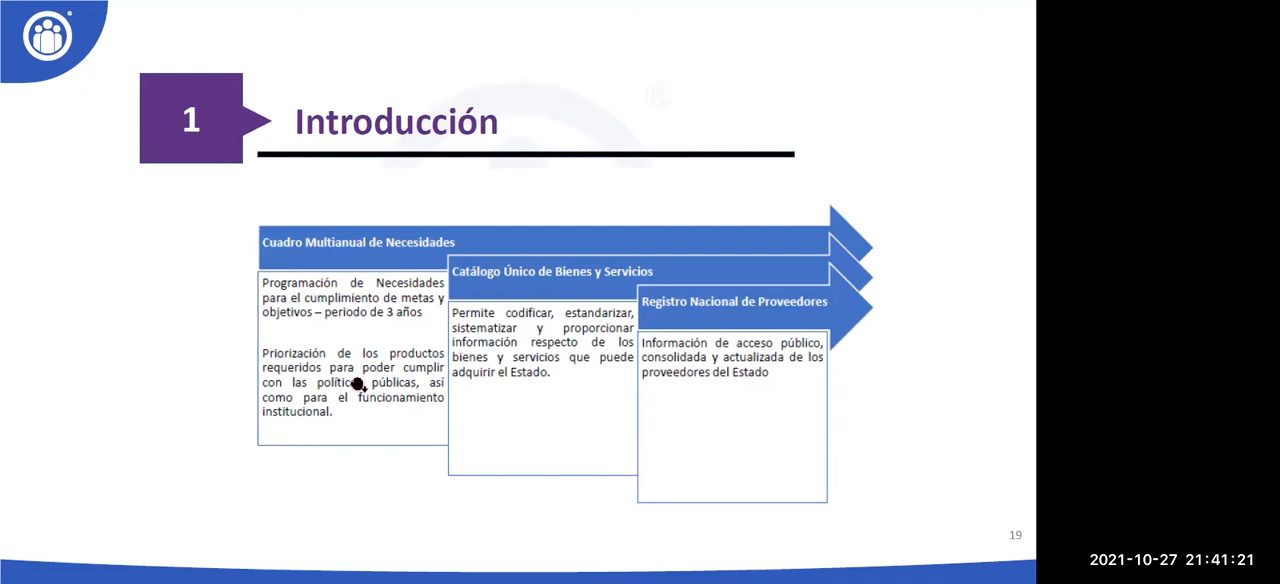 1
Introducción
Cuadro Multianual de Necesidades
Programación de Necesidades
para el cumplimiento de metas y
objetivos – periodo de 3 años
Priorización de los productos
requeridos para poder cumplir
con las públicas, así
como para el funcionamiento
institucional.
Catálogo Único de Bienes y Servicios
Permite codificar, estandarizar,
sistematizar y proporcionar
información respecto de los
bienes y servicios que puede
adquirir el Estado.
Registro Nacional de Proveedores
Información de acceso público,
consolidada y actualizada de los
proveedores del Estado
19
2021-10-27 21:41:21